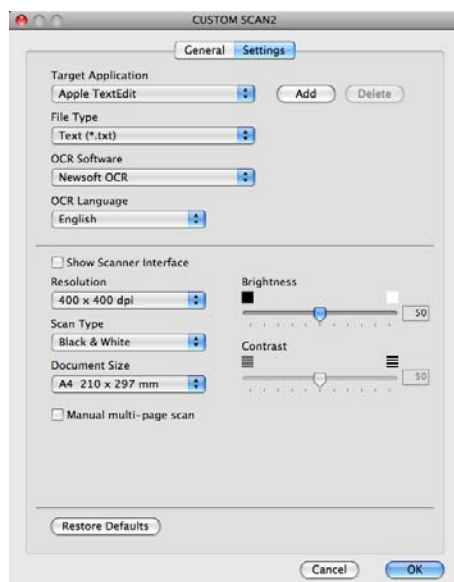 CUSTOM SCAN2
General Settings
Target Application
Apple TextEdit Add Delete
File Type
Text (*.txt)
OCR Software
Newsoft OCR
OCR Language
English
Show Scanner Interface
Resolution Brightness
400 x 400 dpi 50
Scan Type
Black & White Contrast
Document Size
A4 210 x 297 mm 50
Manual multi-page scan
Restore Defaults
Cancel OK